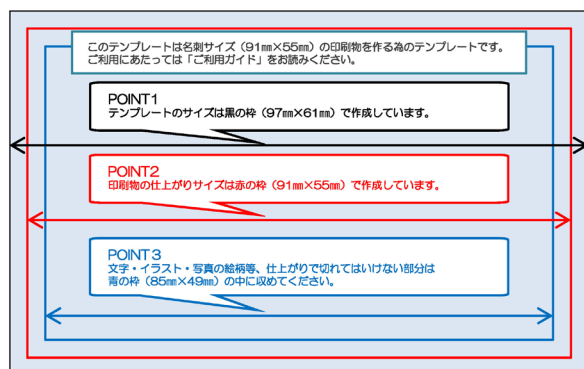 このテンプレートは名刺サイズ（91㎜×55㎜）の印刷物を作る為のテンプレートです。
ご利用にあたっては「ご利用ガイド」をお読みください。
POINT1
テンプレートのサイズは黒の枠（97㎜×61㎜）で作成しています。
POINT2
印刷物の仕上がりサイズは赤の枠（91㎜×55㎜）で作成しています。
POINT3
文字・イラスト・写真の絵柄等、仕上がりで切れてはいけない部分は
青の枠（85㎜×49㎜）の中に収めてください。